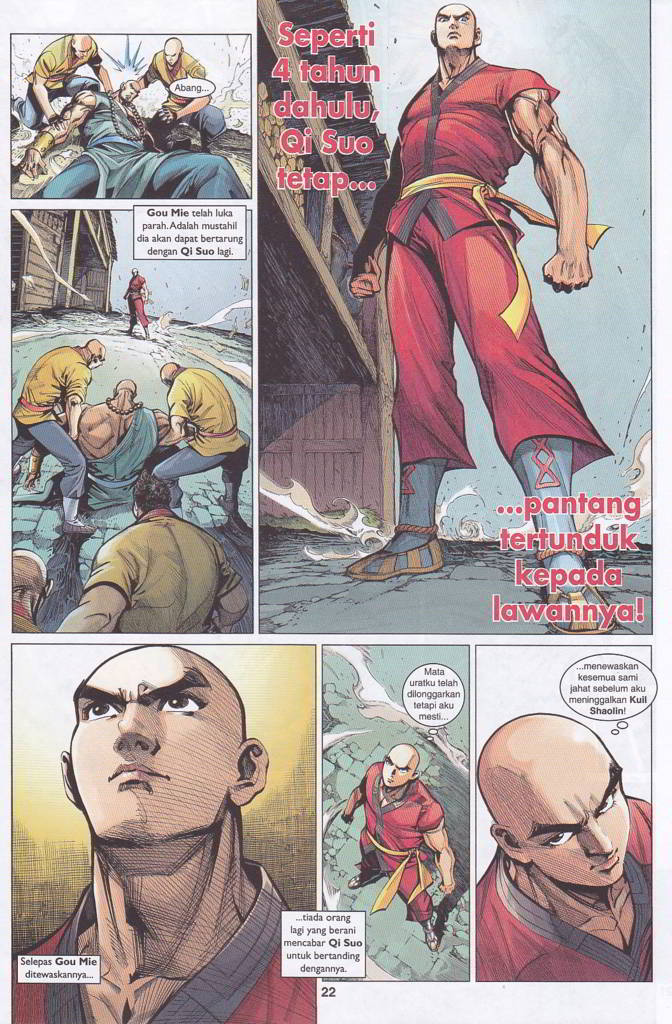 Abang...
Seperti
4 tahun
dahulu,
Qi Suo
tetap...
Gou Mie telah luka
parah. Adalah mustahil
dia akan dapat bertarung
dengan Qi Suo lagi.
...pantang
tertunduk
kepada
lawannya!
Selepas Gou Mie
ditewaskannya...
...tiada orang
lagi yang berani
mencabar Qi Suo
untuk bertanding
dengannya.
Mata
uratku telah
dilonggarkan
tetapi aku
mesti...
...menewaskan
kesemua sami
jahat sebelum aku
meninggalkan Kuil
Shaolin!
22